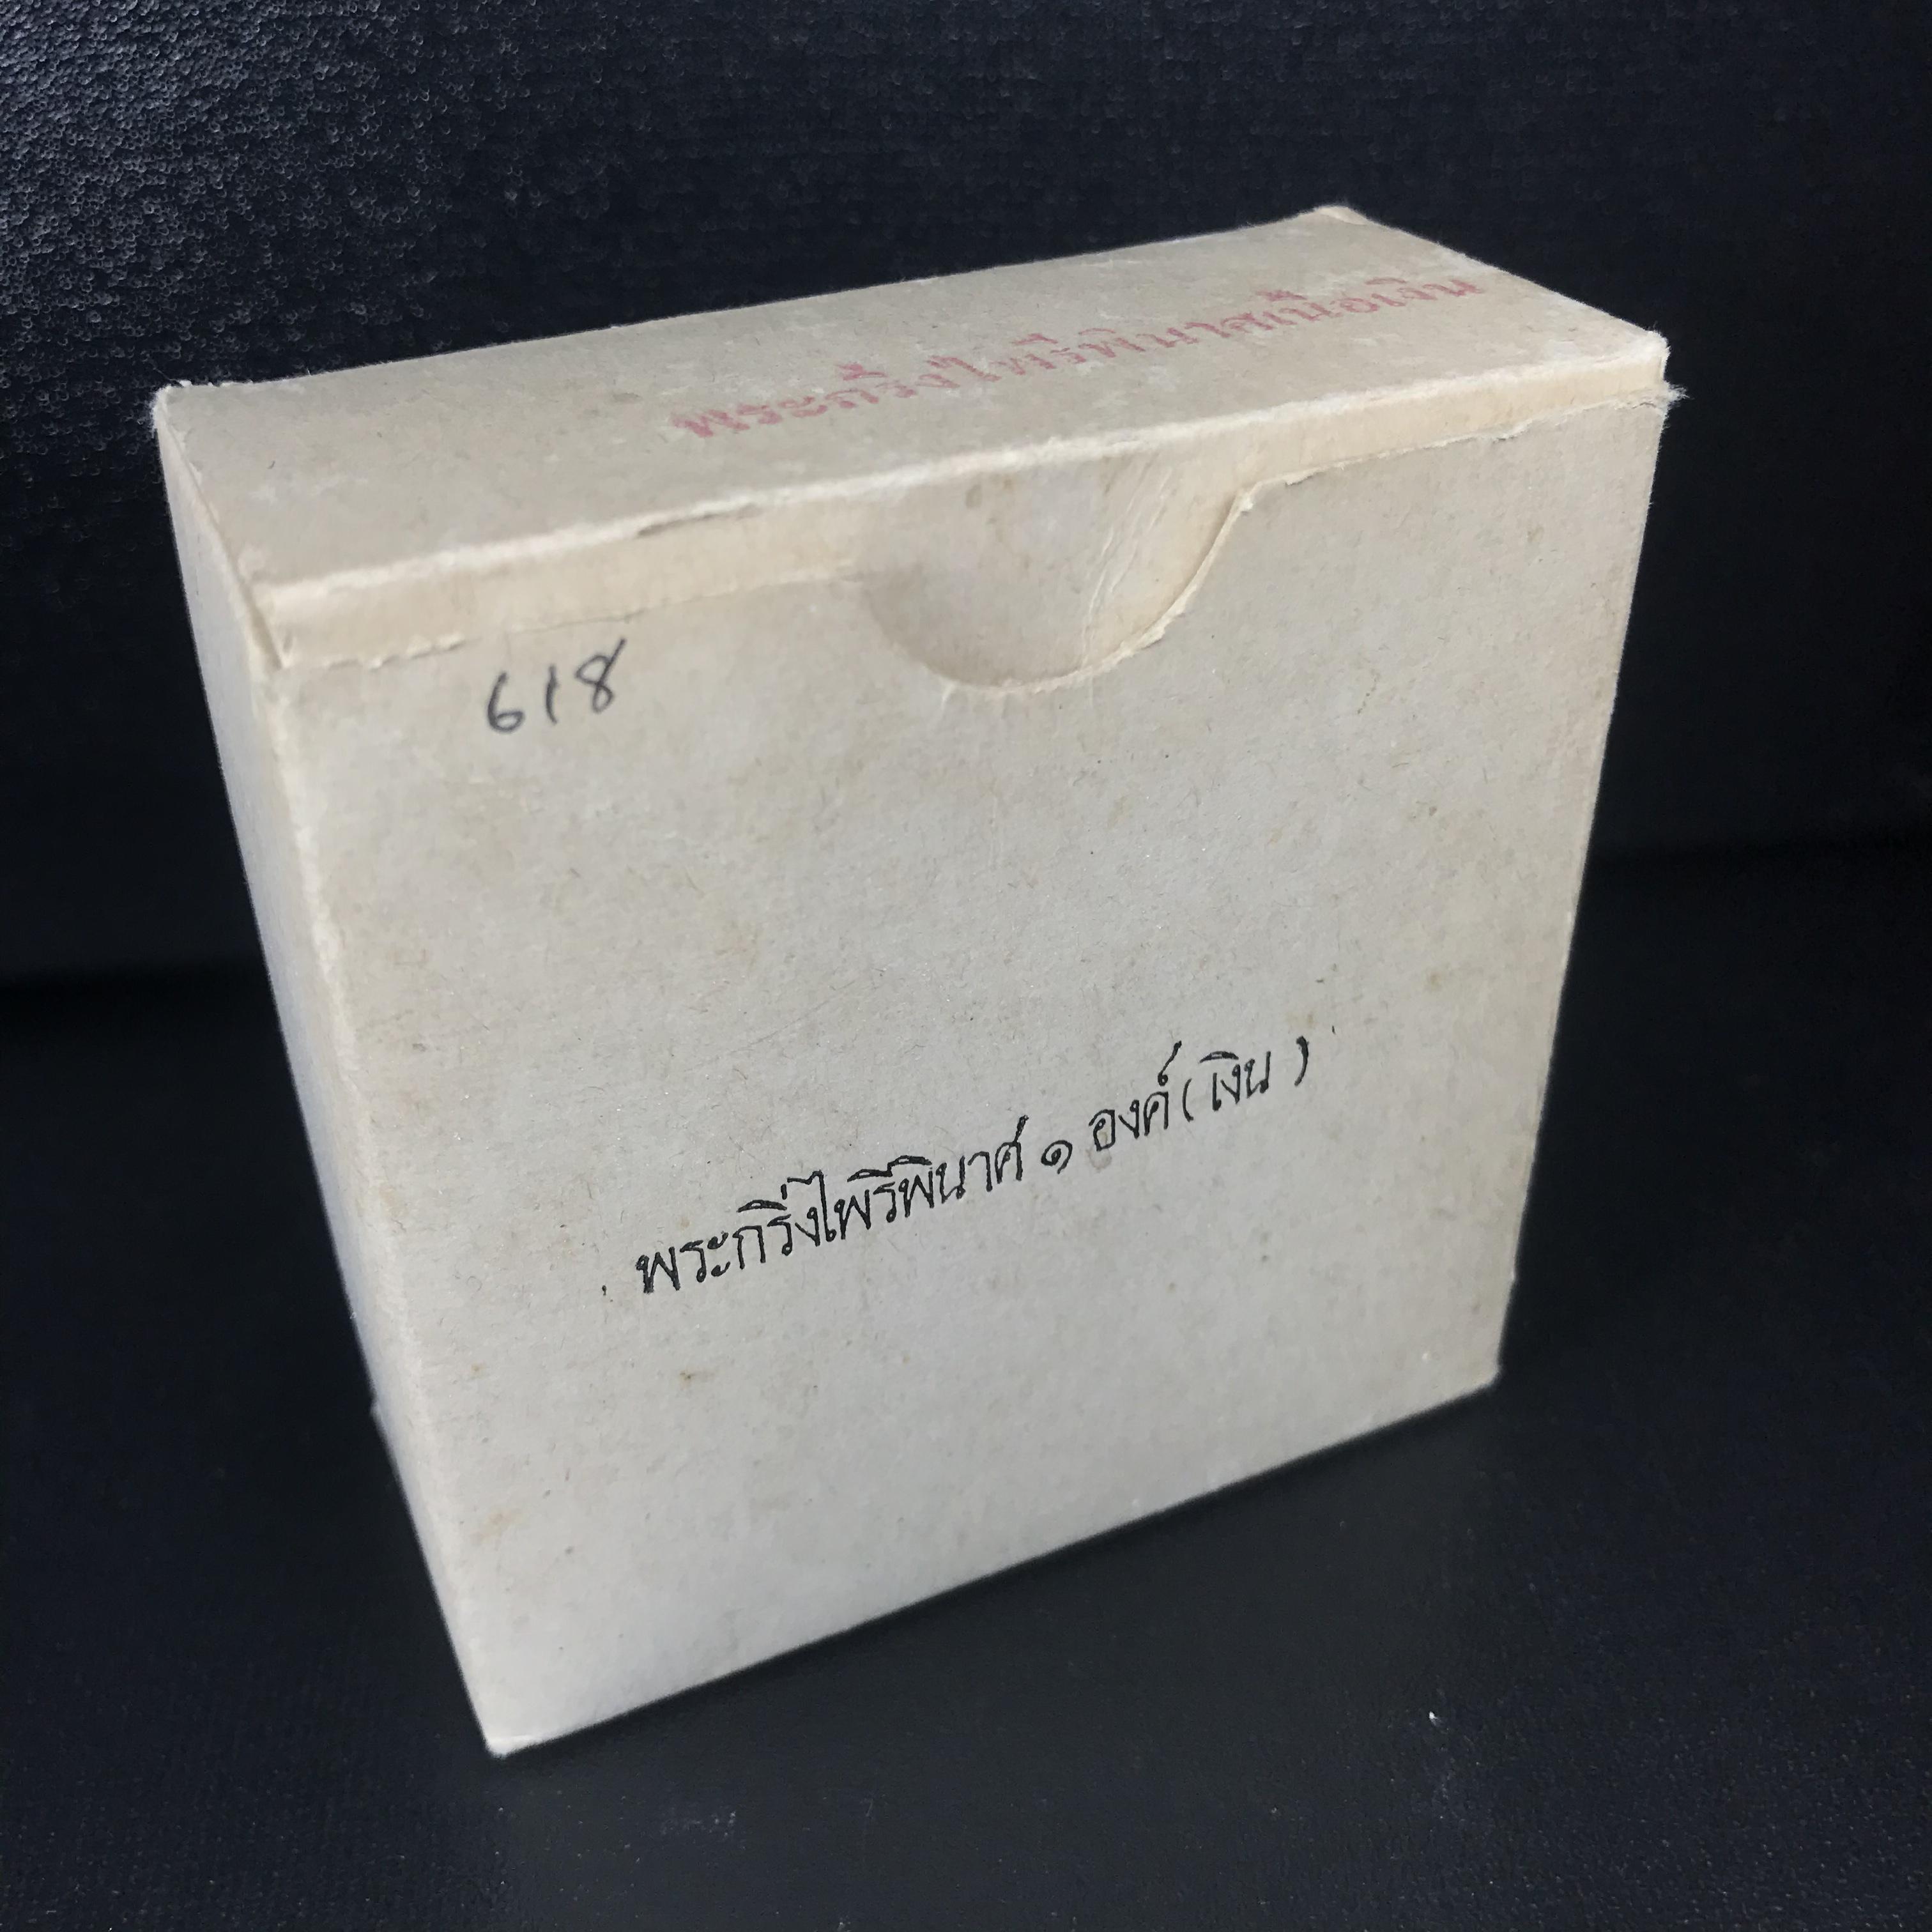 พระกริ่งไพรีพินาศเนื้อเงิน
618
พระกริ่งไพรีพินาศ ๑ องค์ (เงิน)